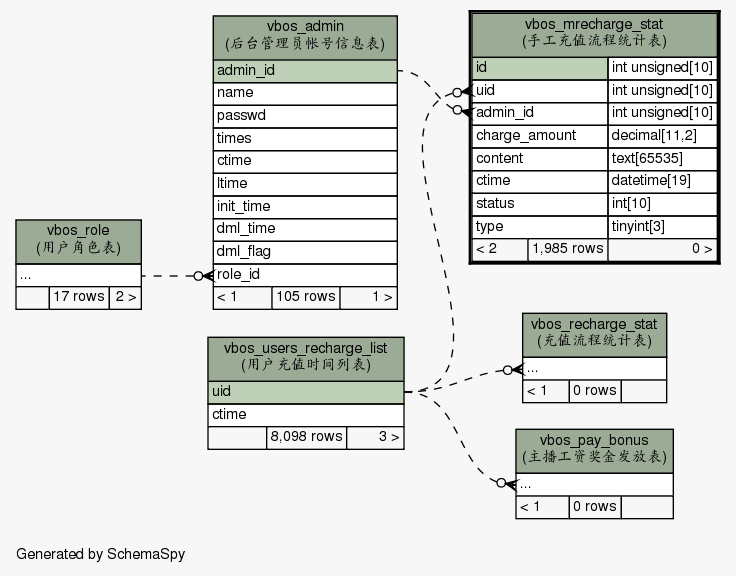 vbos_admin
(后台管理员帐号信息表)
admin_id
name
passwd
times
ctime
ltime
init_time
dml_time
dml_flag
role_id
< 1 105 rows 1 >
vbos_mrecharge_stat
(手工充值流程统计表)
id int unsigned[10]
uid int unsigned[10]
admin_id int unsigned[10]
charge_amount decimal[11,2]
content text[65535]
ctime datetime[19]
status int[10]
type tinyint[3]
< 2 1,985 rows 0 >
vbos_role
(用户角色表)
...
17 rows 2 >
vbos_users_recharge_list
(用户充值时间列表)
uid
ctime
8,098 rows 3 >
vbos_recharge_stat
(充值流程统计表)
...
< 1 0 rows
vbos_pay_bonus
(主播工资奖金发放表)
...
< 1 0 rows
Generated by SchemaSpy